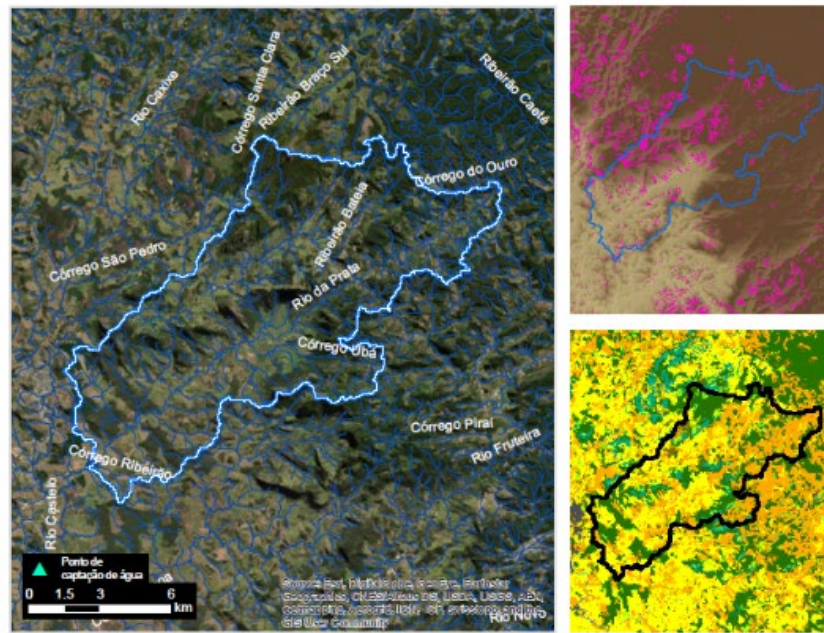 Rio Caxixe
Córrego Santa Clara
Ribeirão Braço Sul
Ribeirão Caeté
Córrego do Ouro
Ribeirão Bateia
Córrego São Pedro
Rio da Prata
Córrego Ubá
Córrego Piraí
Rio Fruteira
Córrego Ribeirão
Rio Castelo
Ponto de
captação de água
0 1.5 3 6
km
GIS User Community
Rio Novo